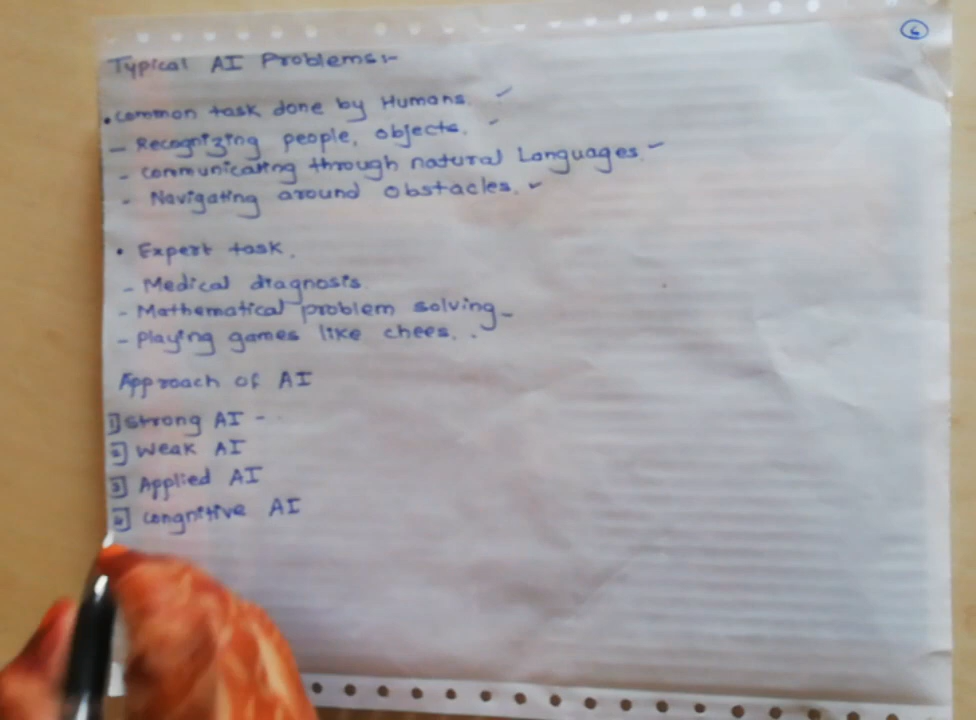 6
Typical AI Problems:-
• common task done by Humans.
- Recognizing people, objects.
- communicating through natural Languages.
- Navigating around obstacles.
• Expert task.
- Medical diagnosis
- Mathematical problem solving-
- playing games like chees..
Approach of AI
1] strong AI -
2] Weak AI
3] Applied AI
4] congnitive AI